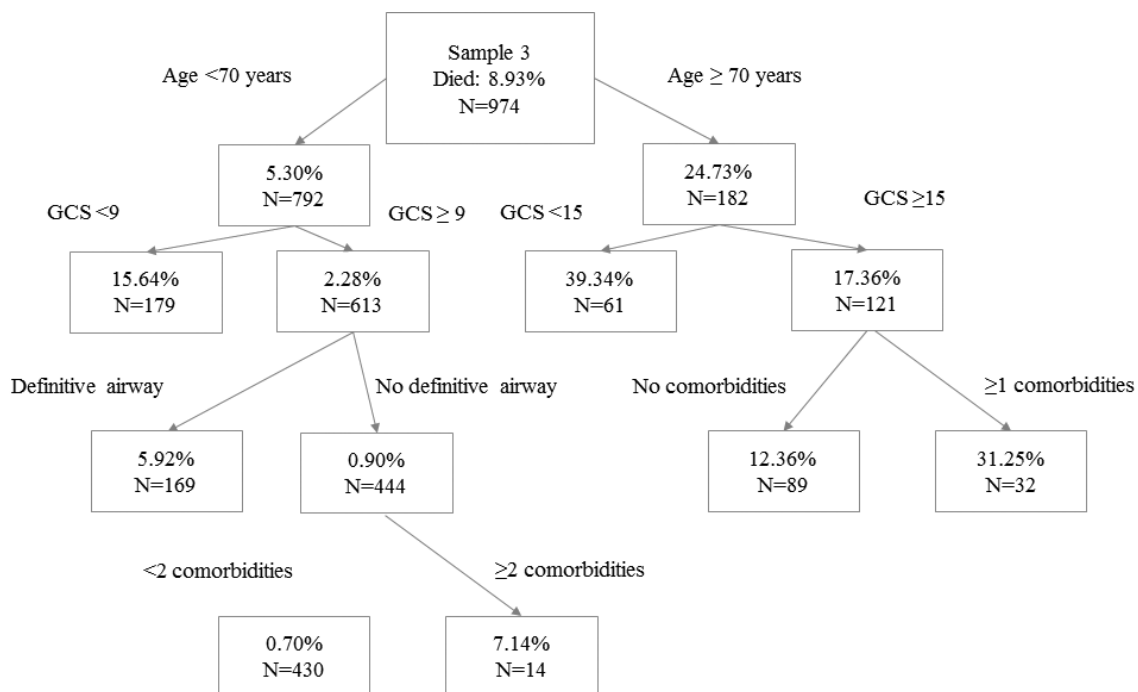 Sample 3
Died: 8.93%
N=974
Age <70 years
Age ≥ 70 years
5.30%
N=792
24.73%
N=182
GCS <9
GCS ≥ 9
GCS <15
GCS ≥15
15.64%
N=179
2.28%
N=613
39.34%
N=61
17.36%
N=121
Definitive airway
No definitive airway
No comorbidities
≥1 comorbidities
5.92%
N=169
0.90%
N=444
12.36%
N=89
31.25%
N=32
<2 comorbidities
≥2 comorbidities
0.70%
N=430
7.14%
N=14